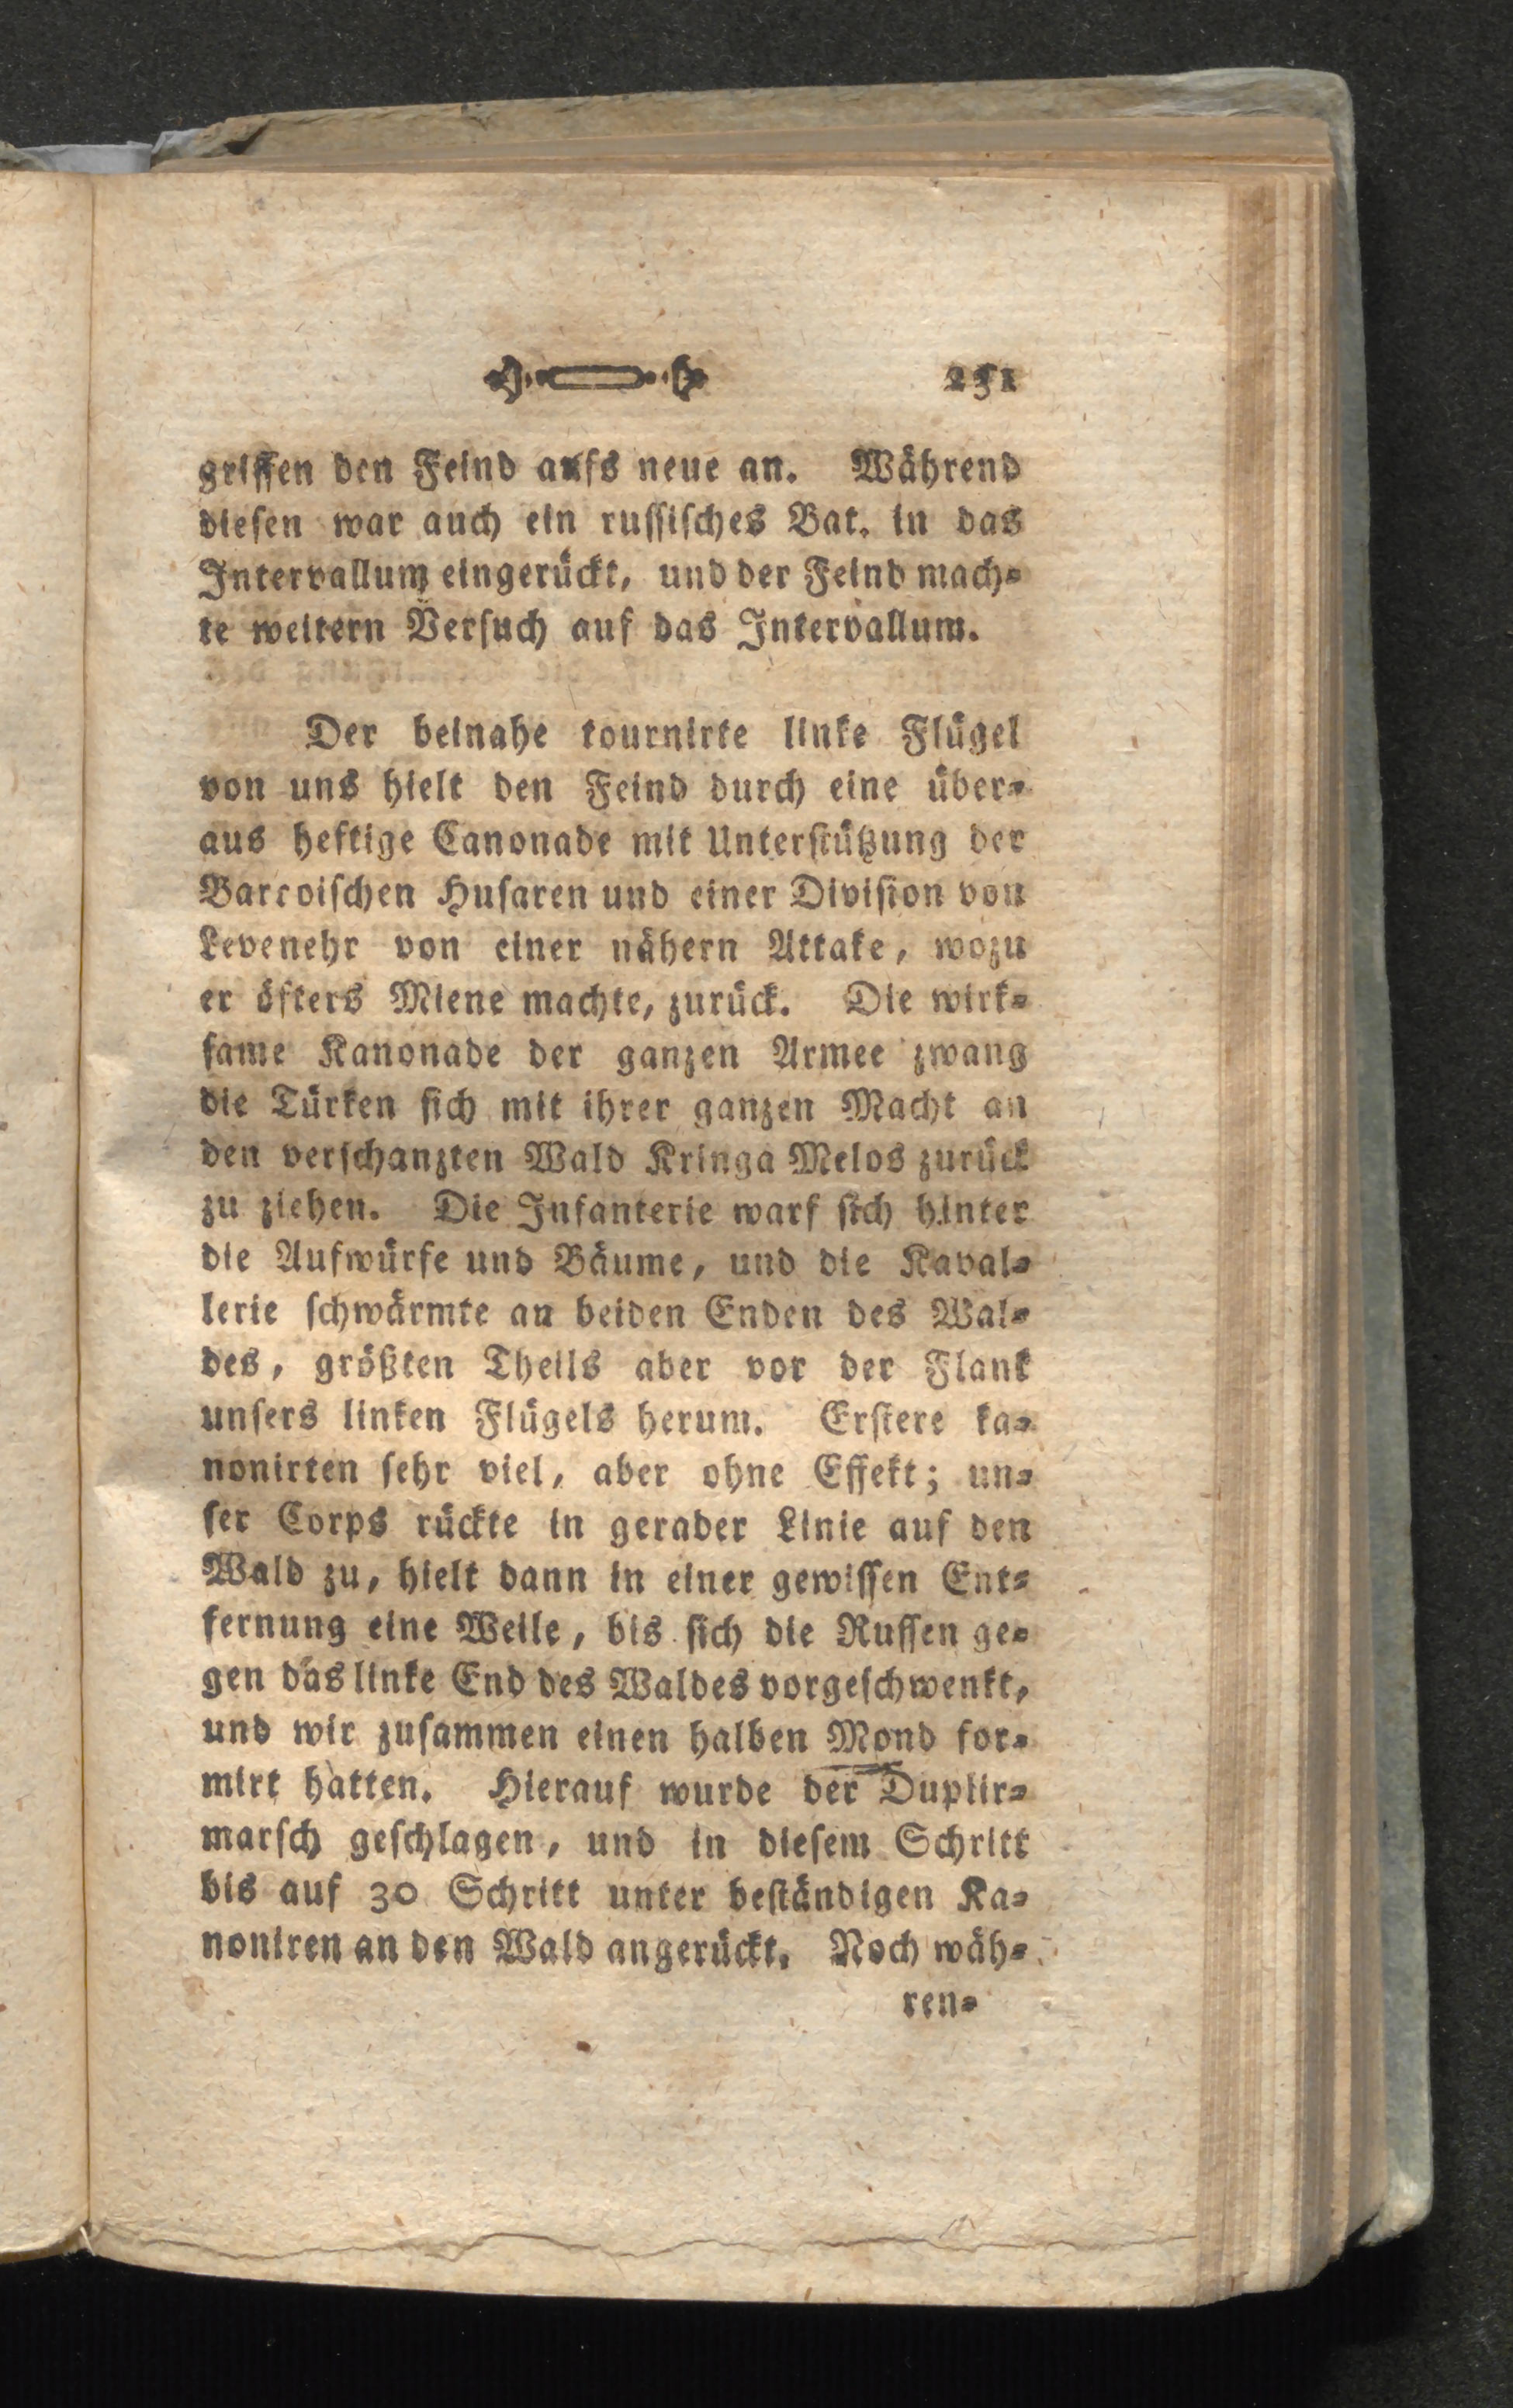 251
griffen den Feind aufs neue an. Während
diesen war auch ein russisches Bat. in das
Intervallum eingerückt, und der Feind mach-
te weitern Versuch auf das Intervallum.
Der beinahe tournirte linke Flügel
von uns hielt den Feind durch eine über-
aus heftige Canonade mit Unterstützung der
Barcoischen Husaren und einer Division von
Levenehr von einer nähern Attake, wozu
er öfters Miene machte, zurück. Die wirk-
same Kanonade der ganzen Armee zwang
die Türken sich mit ihrer ganzen Macht an
den verschanzten Wald Kringa Melos zurück
zu ziehen. Die Infanterie warf sich hinter
die Aufwürfe und Bäume, und die Kaval-
lerie schwärmte an beiden Enden des Wal-
des, größten Theils aber vor der Flank
unsers linken Flügels herum. Erstere ka-
nonirten sehr viel, aber ohne Effekt; un-
ser Corps rückte in gerader Linie auf den
Wald zu, hielt dann in einer gewissen Ent-
fernung eine Weile, bis sich die Russen ge-
gen das linke End des Waldes vorgeschwenkt,
und wir zusammen einen halben Mond for-
mirt hatten. Hierauf wurde der Duplir-
marsch geschlagen, und in diesem Schritt
bis auf 30 Schritt unter beständigen Ka-
noniren an den Wald angerückt. Noch wäh-
ren-